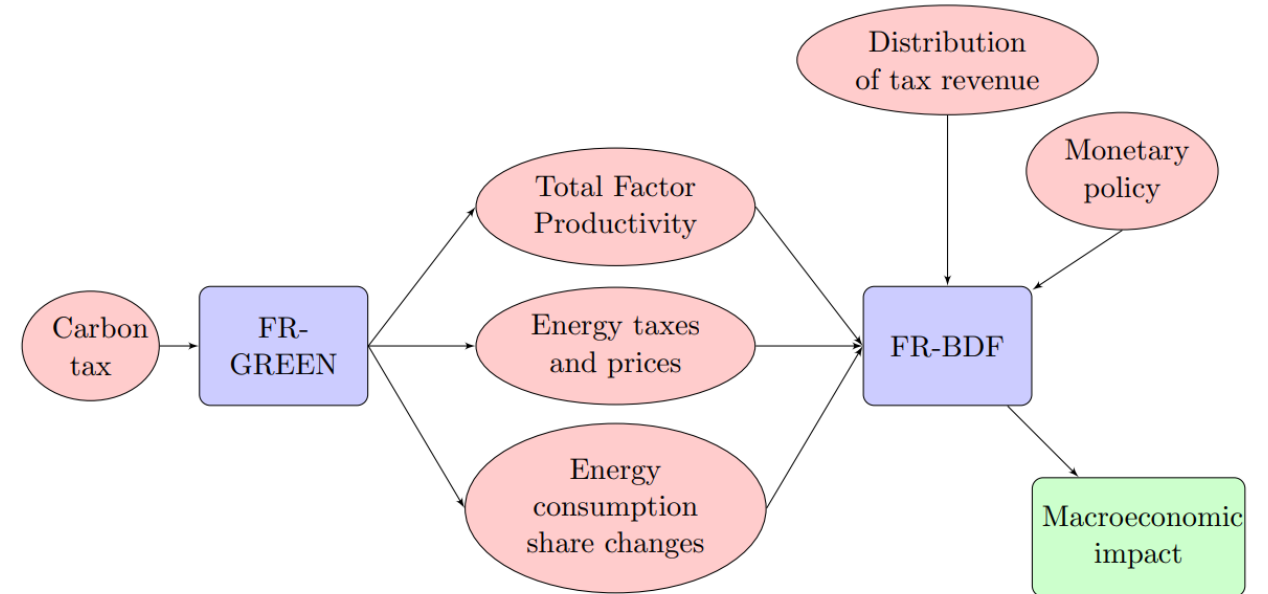 Distribution
of tax revenue
Monetary
policy
Total Factor
Productivity
Carbon
tax
FR-
GREEN
Energy taxes
and prices
FR-BDF
Energy
consumption
share changes
Macroeconomic
impact